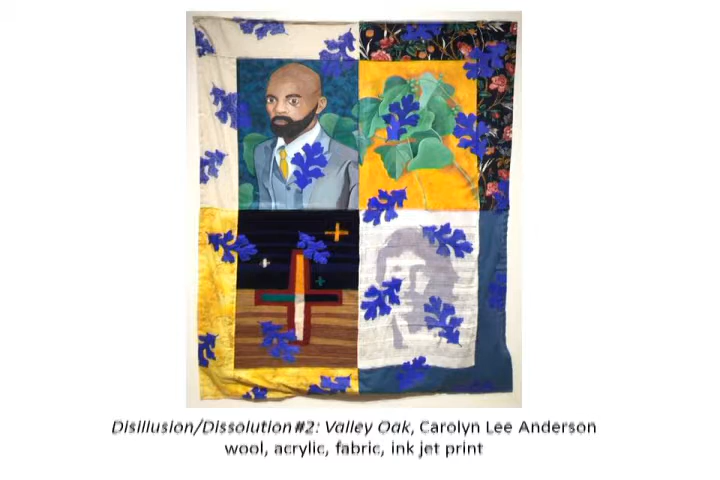 Disillusion/Dissolution #2: Valley Oak, Carolyn Lee Anderson
wool, acrylic, fabric, ink jet print